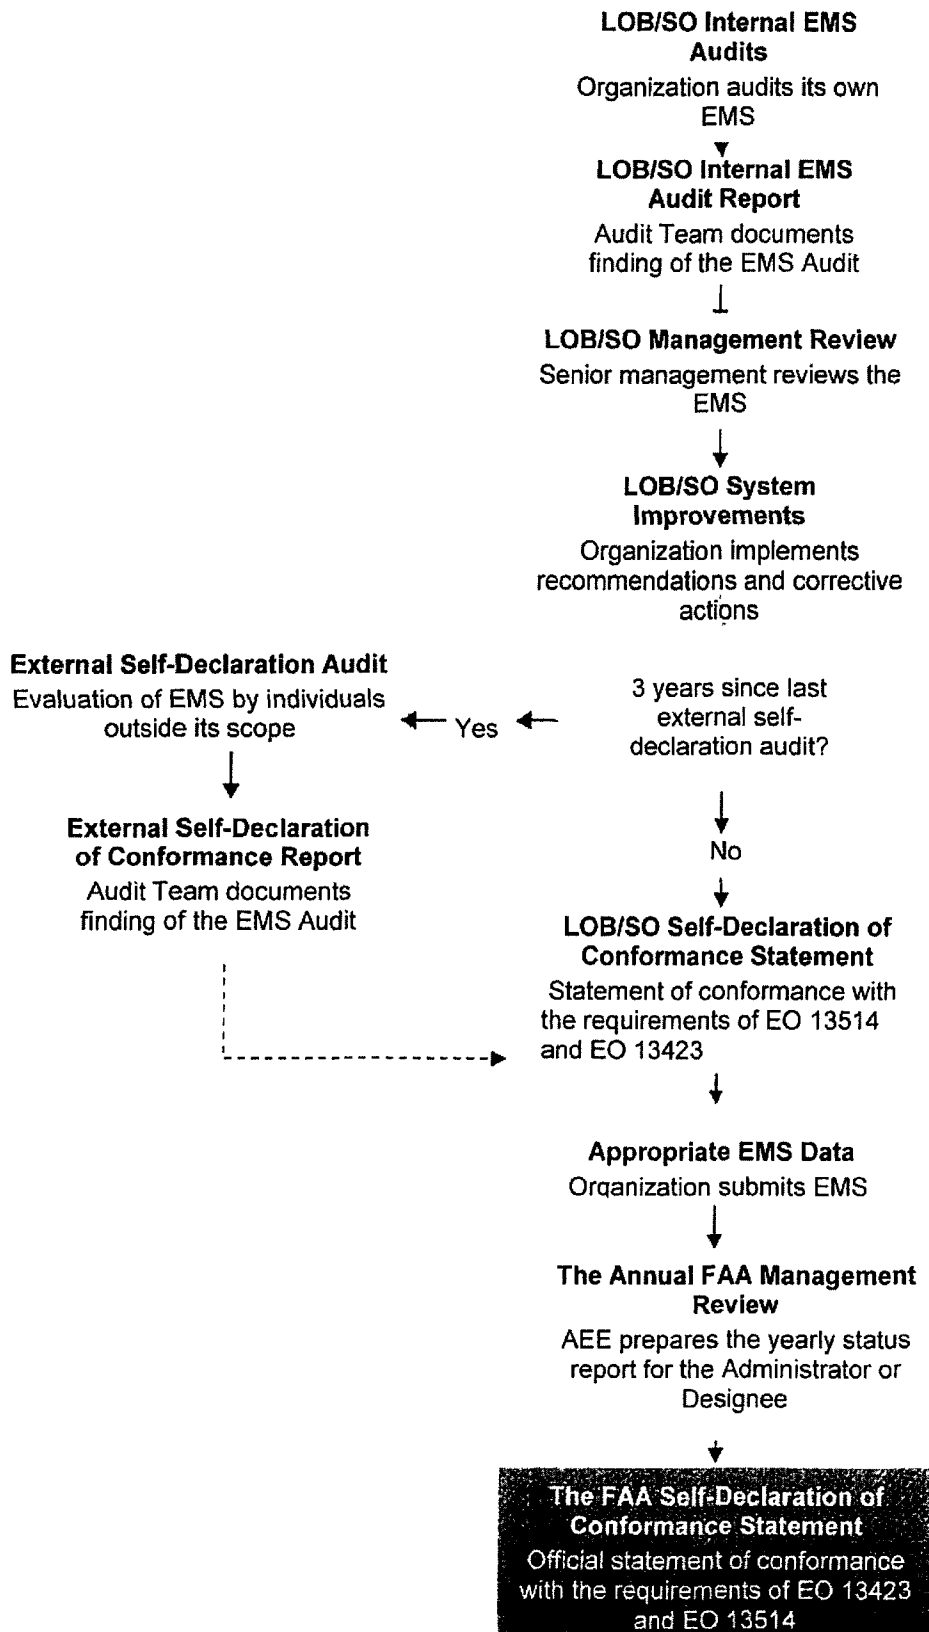 LOB/SO Internal EMS
Audits
Organization audits its own
EMS
LOB/SO Internal EMS
Audit Report
Audit Team documents
finding of the EMS Audit
LOB/SO Management Review
Senior management reviews the
EMS
LOB/SO System
Improvements
Organization implements
recommendations and corrective
actions
3 years since last
external self-
declaration audit?
Yes
External Self-Declaration Audit
Evaluation of EMS by individuals
outside its scope
External Self-Declaration
of Conformance Report
Audit Team documents
finding of the EMS Audit
No
LOB/SO Self-Declaration of
Conformance Statement
Statement of conformance with
the requirements of EO 13514
and EO 13423
Appropriate EMS Data
Organization submits EMS
The Annual FAA Management
Review
AEE prepares the yearly status
report for the Administrator or
Designee
The FAA Self-Declaration of
Conformance Statement
Official statement of conformance
with the requirements of EO 13423
and EO 13514